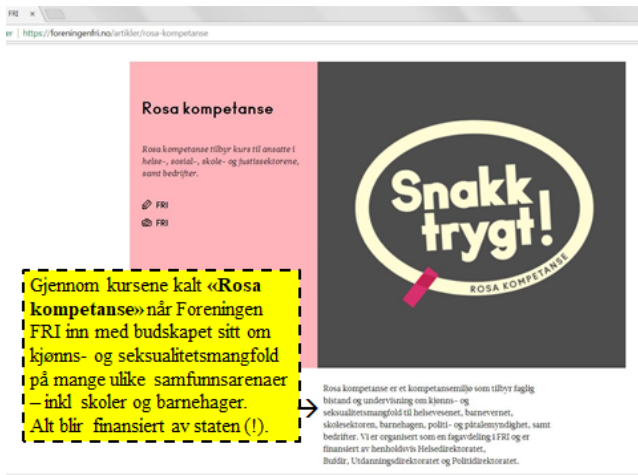 FRI ×
er | https://foreningenfri.no/artikler/rosa-kompetanse
Rosa kompetanse
Rosa kompetanse tilbyr kurs til ansatte i
helse-, sosial-, skole- og justissektorene,
samt bedrifter.
FRI
FRI
Snakk
trygt!
ROSA KOMPETANSE
Gjennom kursene kalt «Rosa
kompetanse» når Foreningen
FRI inn med budskapet sitt om
kjønns- og seksualitetsmangfold
på mange ulike samfunnsarenaer
– inkl skoler og barnehager.
Alt blir finansiert av staten (!).
Rosa kompetanse er et kompetansemiljø som tilbyr faglig
bistand og undervisning om kjønns- og
seksualitetsmangfold til helsevesenet, barnevernet,
skolesektoren, barnehagen, politi- og påtalemyndighet, samt
bedrifter. Vi er organisert som en fagavdeling i FRI og er
finansiert av henholdsvis Helsedirektoratet,
Bufdir, Utdanningsdirektoratet og Politidirektoratet.